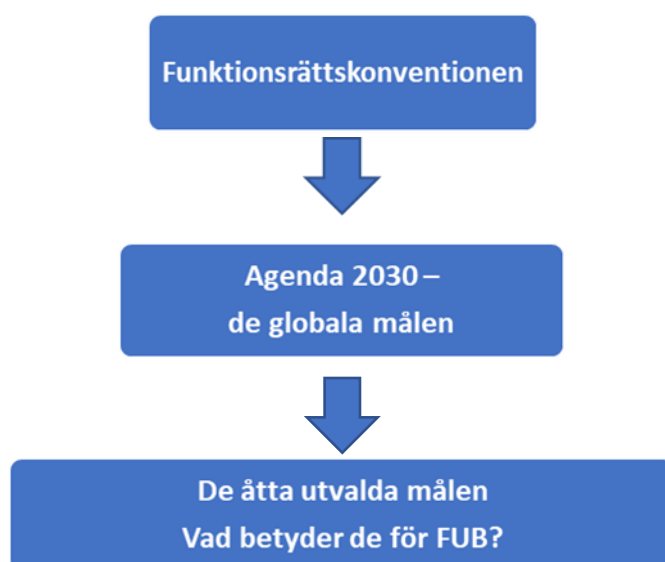 Funktionsrättskonventionen
Agenda 2030 –
de globala målen
De åtta utvalda målen
Vad betyder de för FUB?